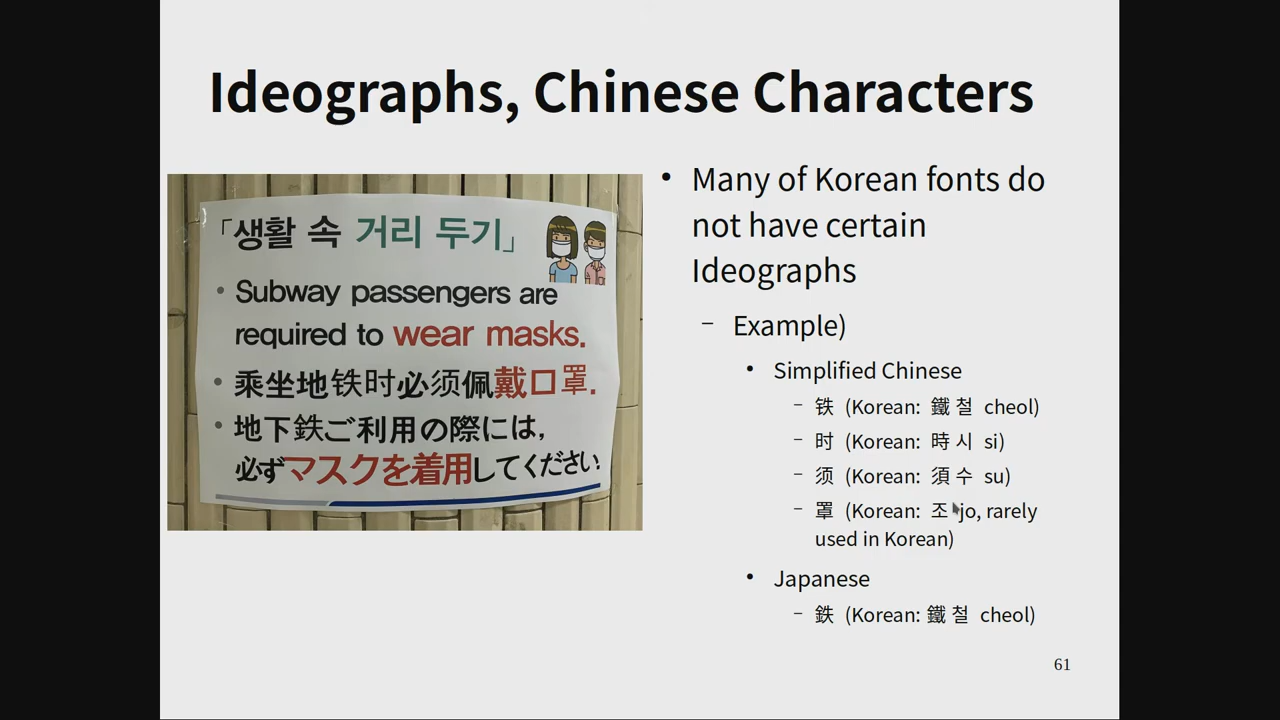 Ideographs, Chinese Characters
「생활 속 거리 두기」
• Subway passengers are
required to wear masks.
• 乘坐地铁时必须佩戴口罩.
• 地下鉄ご利用の際には,
必ずマスクを着用してください.
• Many of Korean fonts do
not have certain
Ideographs
– Example)
• Simplified Chinese
– 铁 (Korean: 鐵 철 cheol)
– 时 (Korean: 時 시 si)
– 须 (Korean: 須 수 su)
– 罩 (Korean: 조 jo, rarely
used in Korean)
• Japanese
– 鉄 (Korean: 鐵 철 cheol)
61